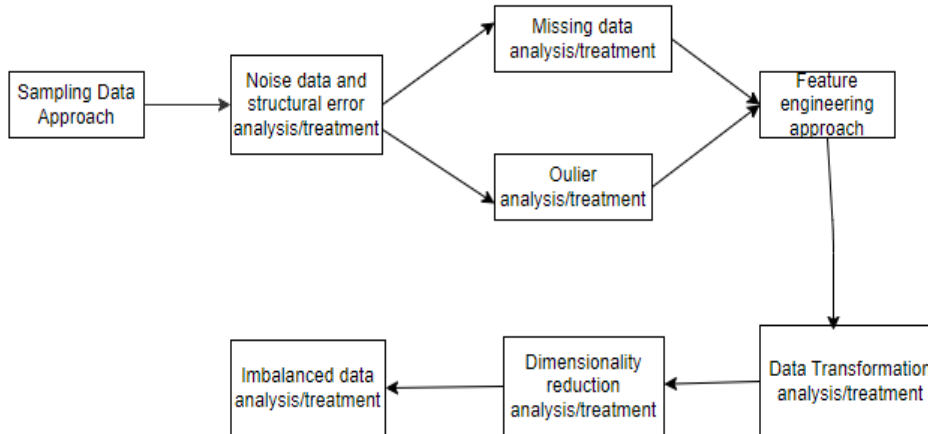 Sampling Data
Approach
Noise data and
structural error
analysis/treatment
Missing data
analysis/treatment
Oulier
analysis/treatment
Feature
engineering
approach
Data Transformation
analysis/treatment
Dimensionality
reduction
analysis/treatment
Imbalanced data
analysis/treatment